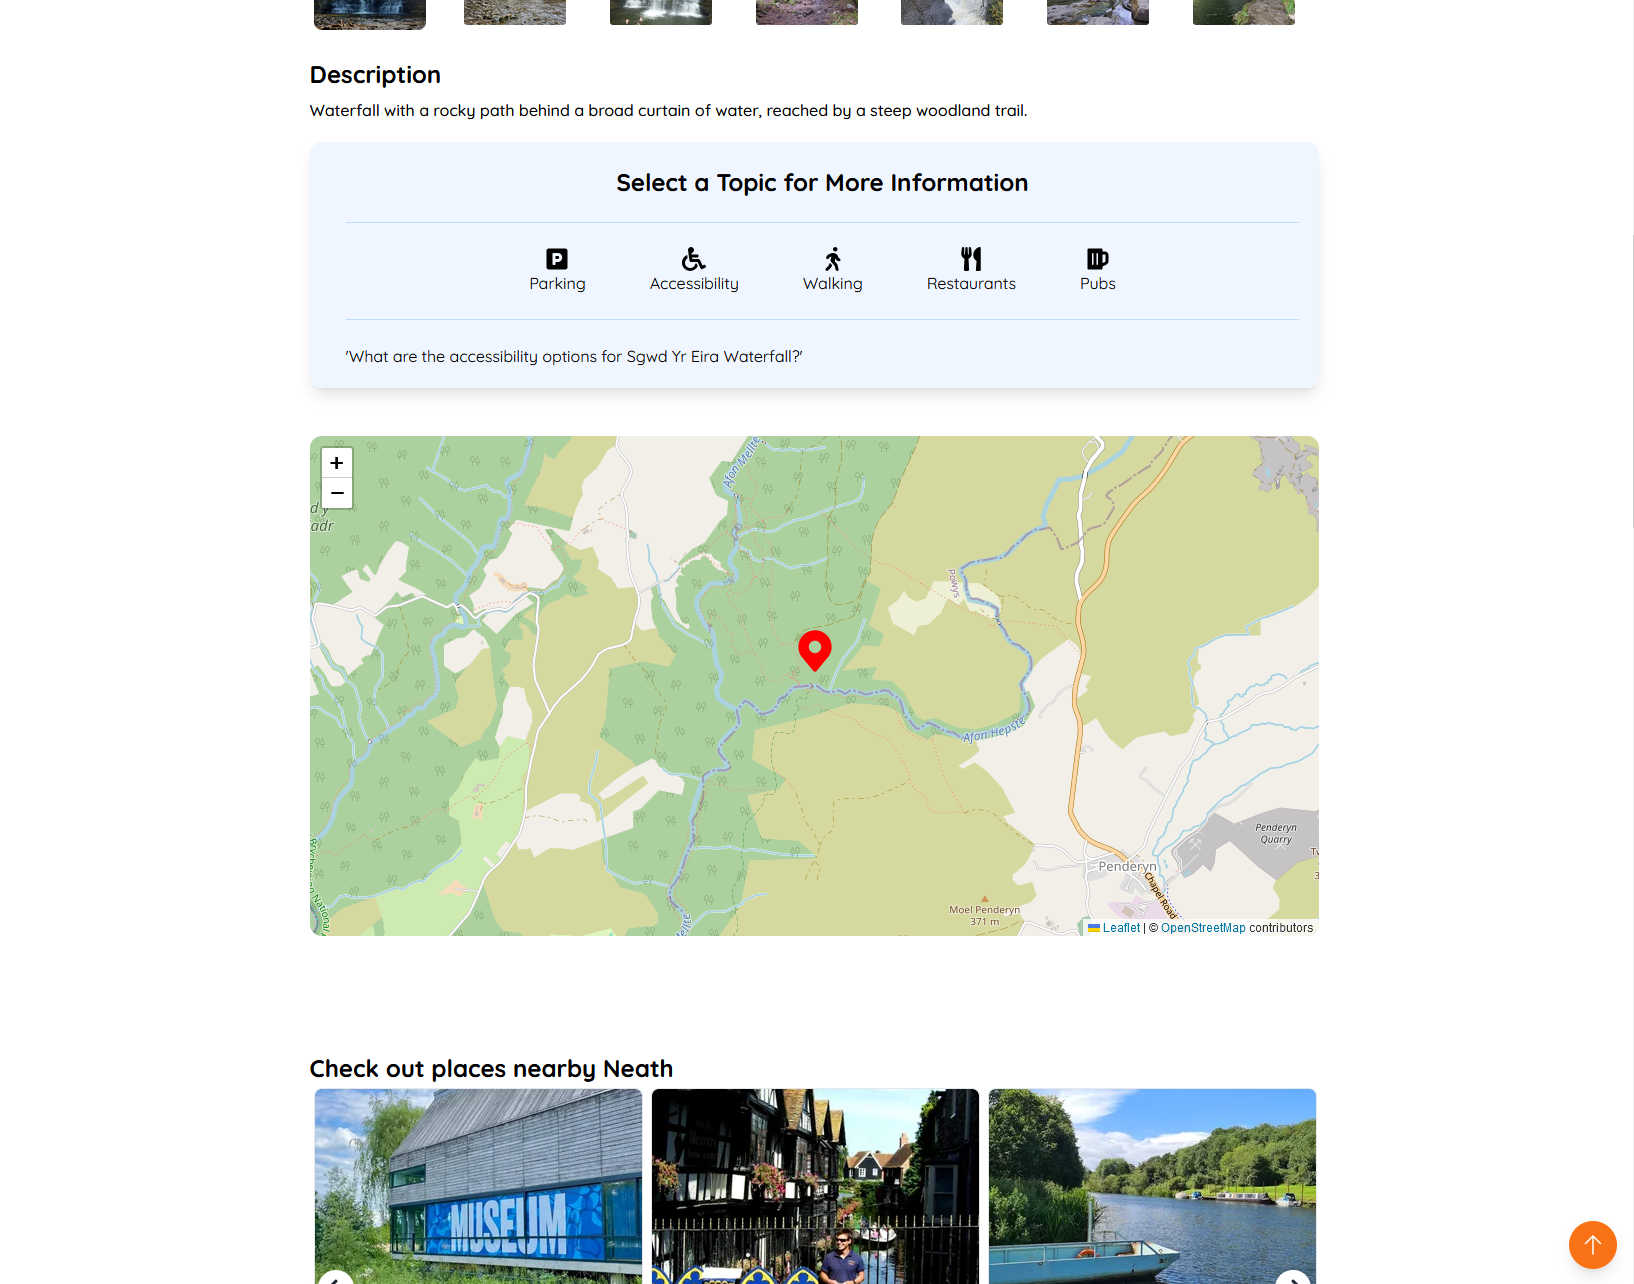 Description
Waterfall with a rocky path behind a broad curtain of water, reached by a steep woodland trail.
Select a Topic for More Information
Parking
Accessibility
Walking
Restaurants
Pubs
'What are the accessibility options for Sgwd Yr Eira Waterfall?'
+
−
d y
adr
Afon Mellte
Powys
Afon Hepste
Penderyn
Quarry
Penderyn
Chapel Road
Moel Penderyn
371 m
Mellte
Leaflet | © OpenStreetMap contributors
Check out places nearby Neath
MUSEUM